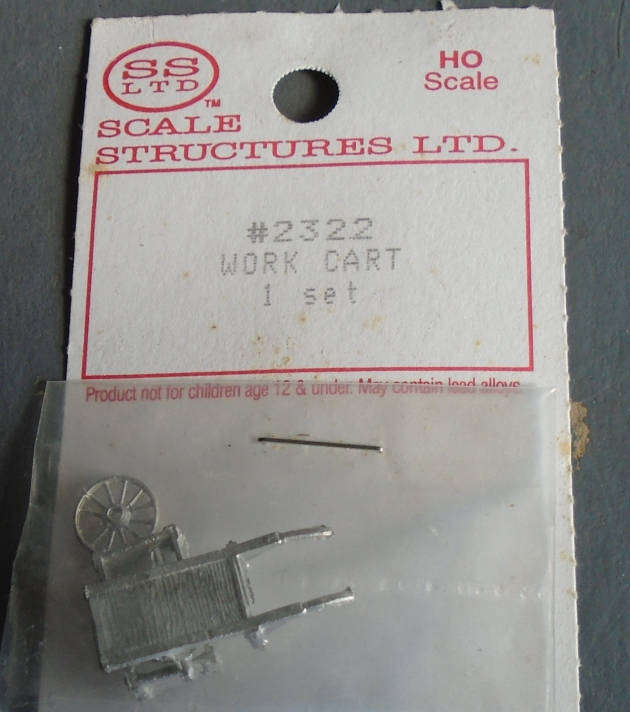 SS
LTD
TM
HO
Scale
SCALE
STRUCTURES LTD.
#2322
WORK CART
1 set
Product not for children age 12 & under. May contain lead alloys.